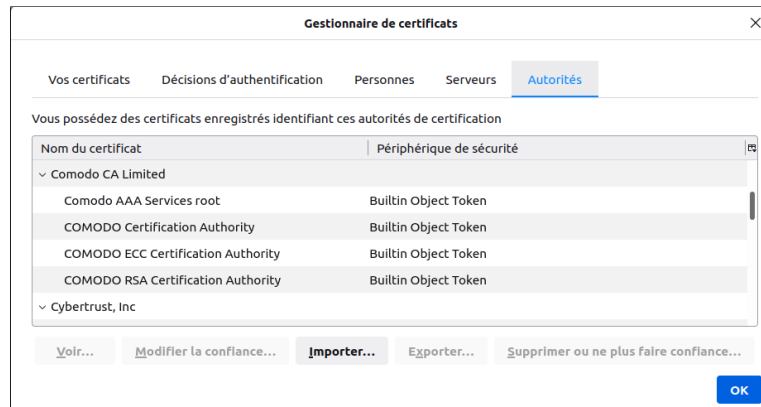 Gestionnaire de certificats
Vos certificats Décisions d'authentification Personnes Serveurs Autorités
Vous possédez des certificats enregistrés identifiant ces autorités de certification
Nom du certificat Périphérique de sécurité
Comodo CA Limited
Comodo AAA Services root Builtin Object Token
COMODO Certification Authority Builtin Object Token
COMODO ECC Certification Authority Builtin Object Token
COMODO RSA Certification Authority Builtin Object Token
Cybertrust, Inc
Voir... Modifier la confiance... Importer... Exporter... Supprimer ou ne plus faire confiance...
OK